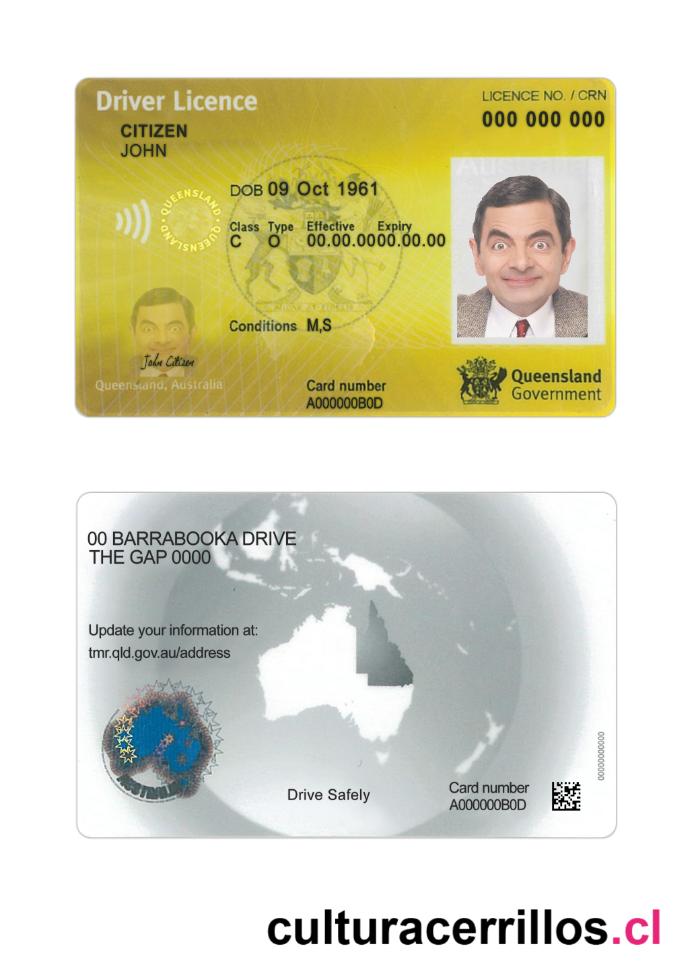 Driver Licence
LICENCE NO. / CRN
CITIZEN
000 000 000
JOHN
DOB 09 Oct 1961
QUEENSLAND · QUEENSLAND ·
Class Type Effective Expiry
C O 00.00.0000.00.00
Conditions M,S
John Citizen
Queensland, Australia
Card number
A000000B0D
Queensland
Government
00 BARRABOOKA DRIVE
THE GAP 0000
Update your information at:
tmr.qld.gov.au/address
AUSTRALIA
Drive Safely
Card number
A000000B0D
culturacerrillos.cl